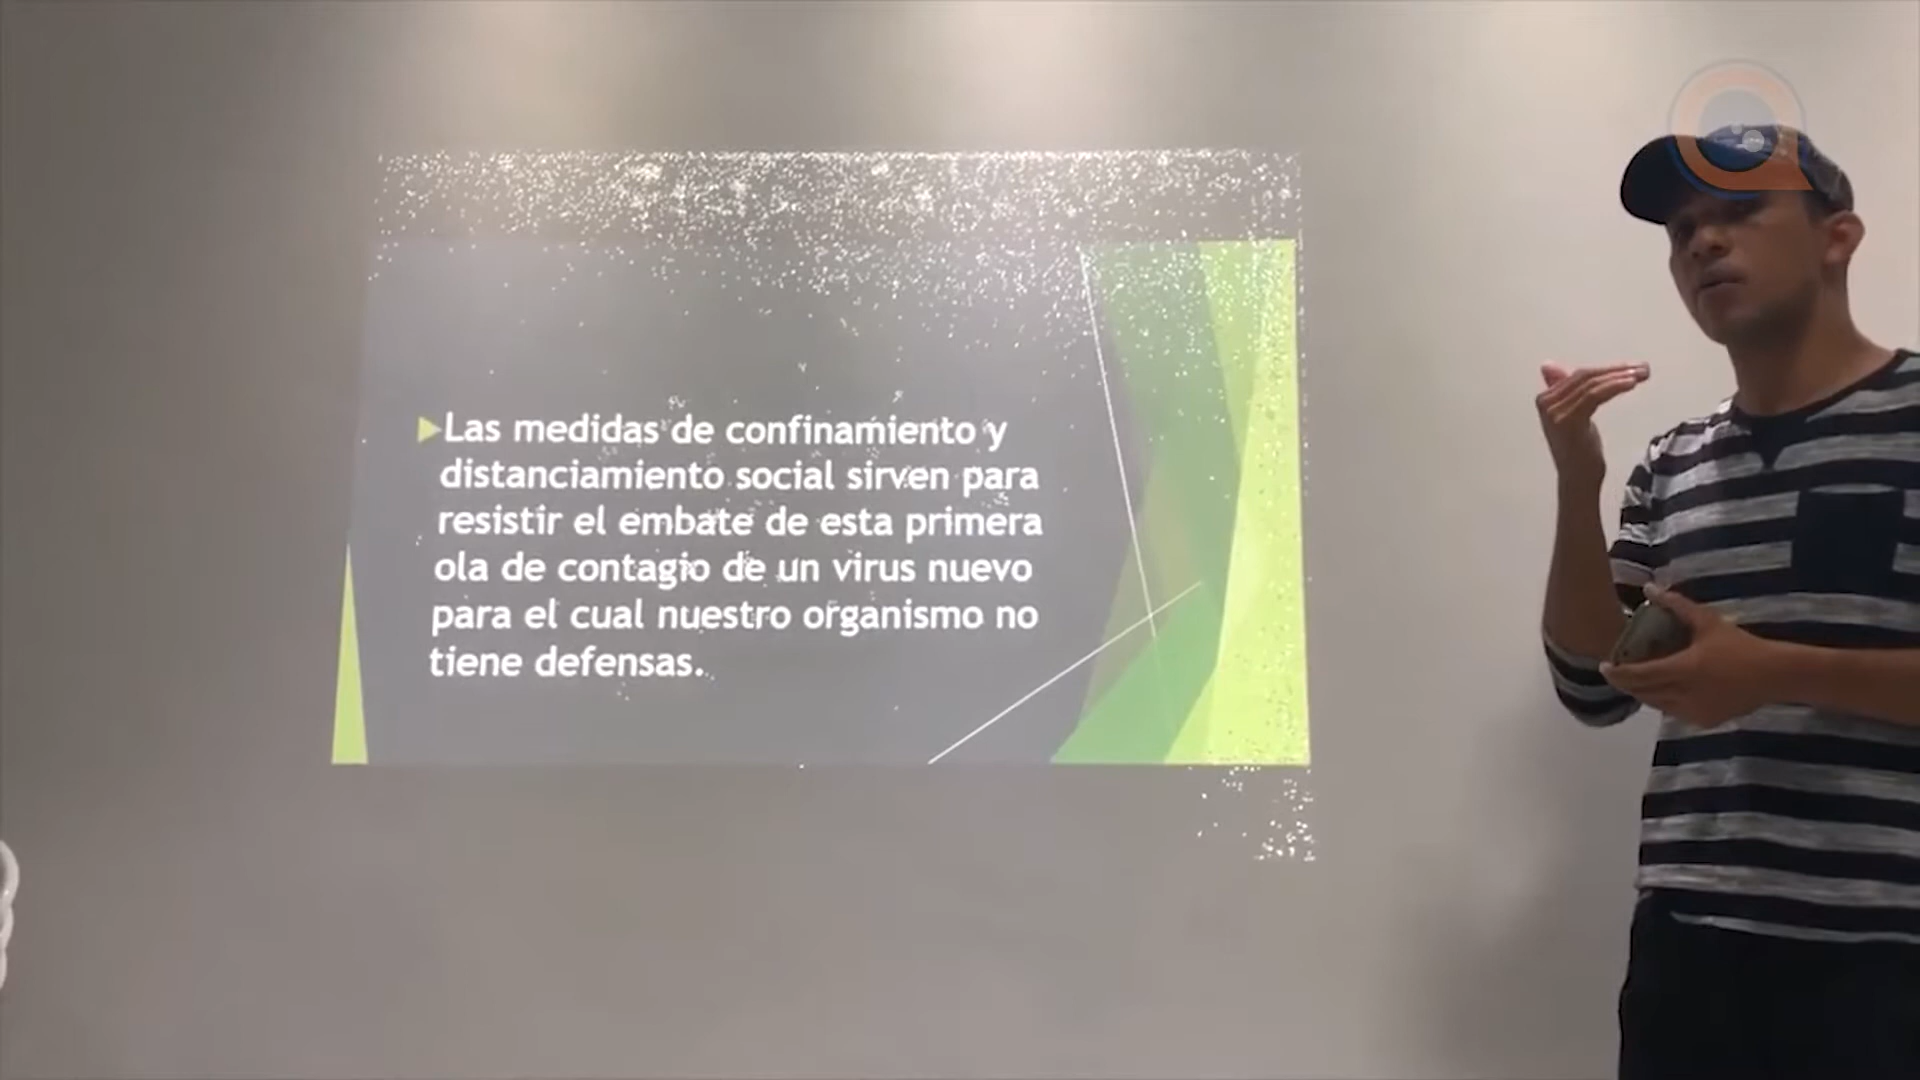 Las medidas de confinamiento y
distanciamiento social sirven para
resistir el embate de esta primera
ola de contagio de un virus nuevo
para el cual nuestro organismo no
tiene defensas.